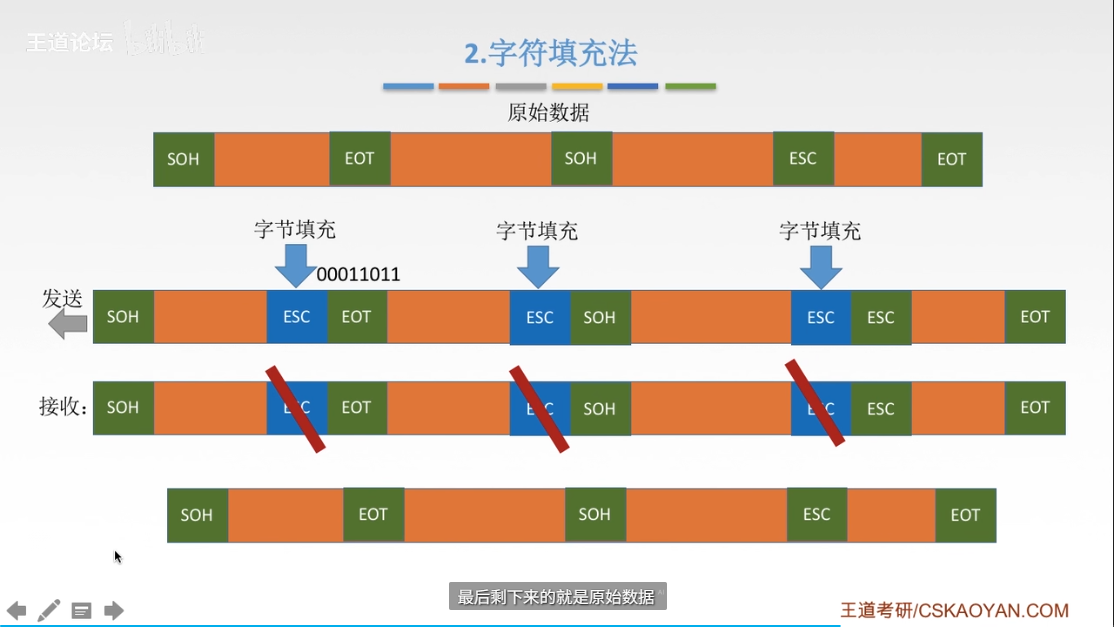 王道论坛
2.字符填充法
原始数据
SOH EOT SOH ESC EOT
字节填充 字节填充 字节填充
00011011
发送
SOH ESC EOT ESC SOH ESC ESC EOT
接收：
SOH ESC EOT ESC SOH ESC ESC EOT
SOH EOT SOH ESC EOT
最后剩下来的就是原始数据
王道考研/CSKAOYAN.COM